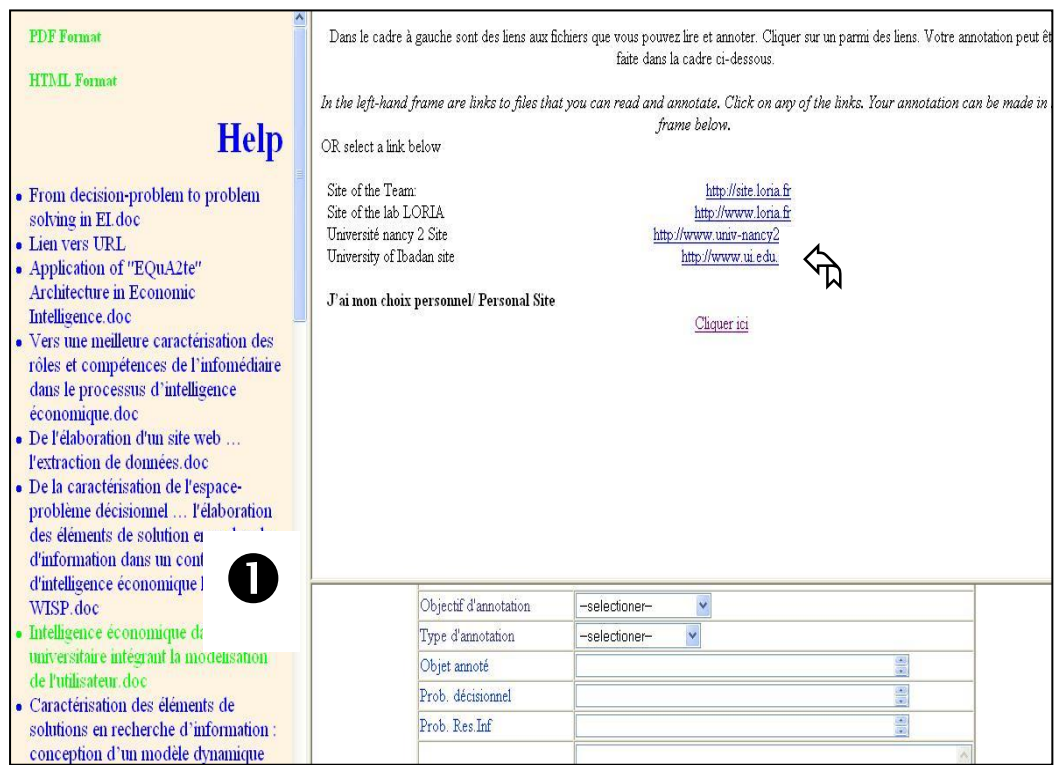 PDF Format
HTML Format
Help
• From decision-problem to problem
solving in EI.doc
• Lien vers URL
• Application of "EQuA2te"
Architecture in Economic
Intelligence.doc
• Vers une meilleure caractérisation des
rôles et compétences de l'infomédiaire
dans le processus d'intelligence
économique.doc
• De l'élaboration d'un site web …
l'extraction de données.doc
• De la caractérisation de l'espace-
problème décisionnel … l'élaboration
des éléments de solution en
d'information dans un cont
d'intelligence économique
WISP.doc
• Intelligence économique da
universitaire intégrant la modélisation
de l'utilisateur.doc
• Caractérisation des éléments de
solutions en recherche d'information :
conception d'un modèle dynamique
❶
Dans le cadre à gauche sont des liens aux fichiers que vous pouvez lire et annoter. Cliquer sur un parmi des liens. Votre annotation peut êt
faite dans la cadre ci-dessous.
In the left-hand frame are links to files that you can read and annotate. Click on any of the links. Your annotation can be made in
frame below.
OR select a link below
Site of the Team: http://site.loria.fr
Site of the lab LORIA http://www.loria.fr
Université nancy 2 Site http://www.univ-nancy2
University of Ibadan site http://www.ui.edu.
J'ai mon choix personnel/ Personal Site
Cliquer ici
Objectif d'annotation –selectioner–
Type d'annotation –selectioner–
Objet annoté
Prob. décisionnel
Prob. Res.Inf